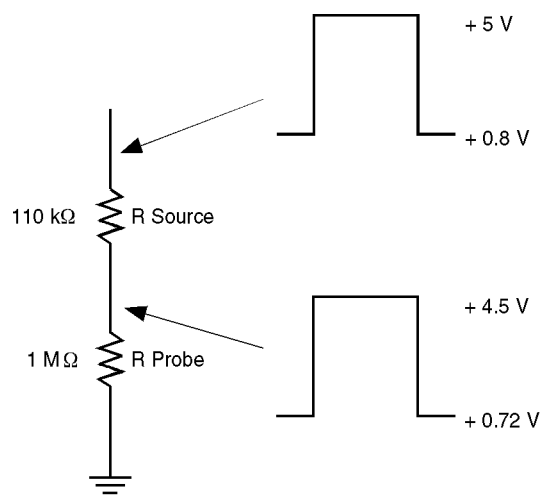 + 5 V
+ 0.8 V
110 kΩ R Source
+ 4.5 V
1 MΩ R Probe
+ 0.72 V